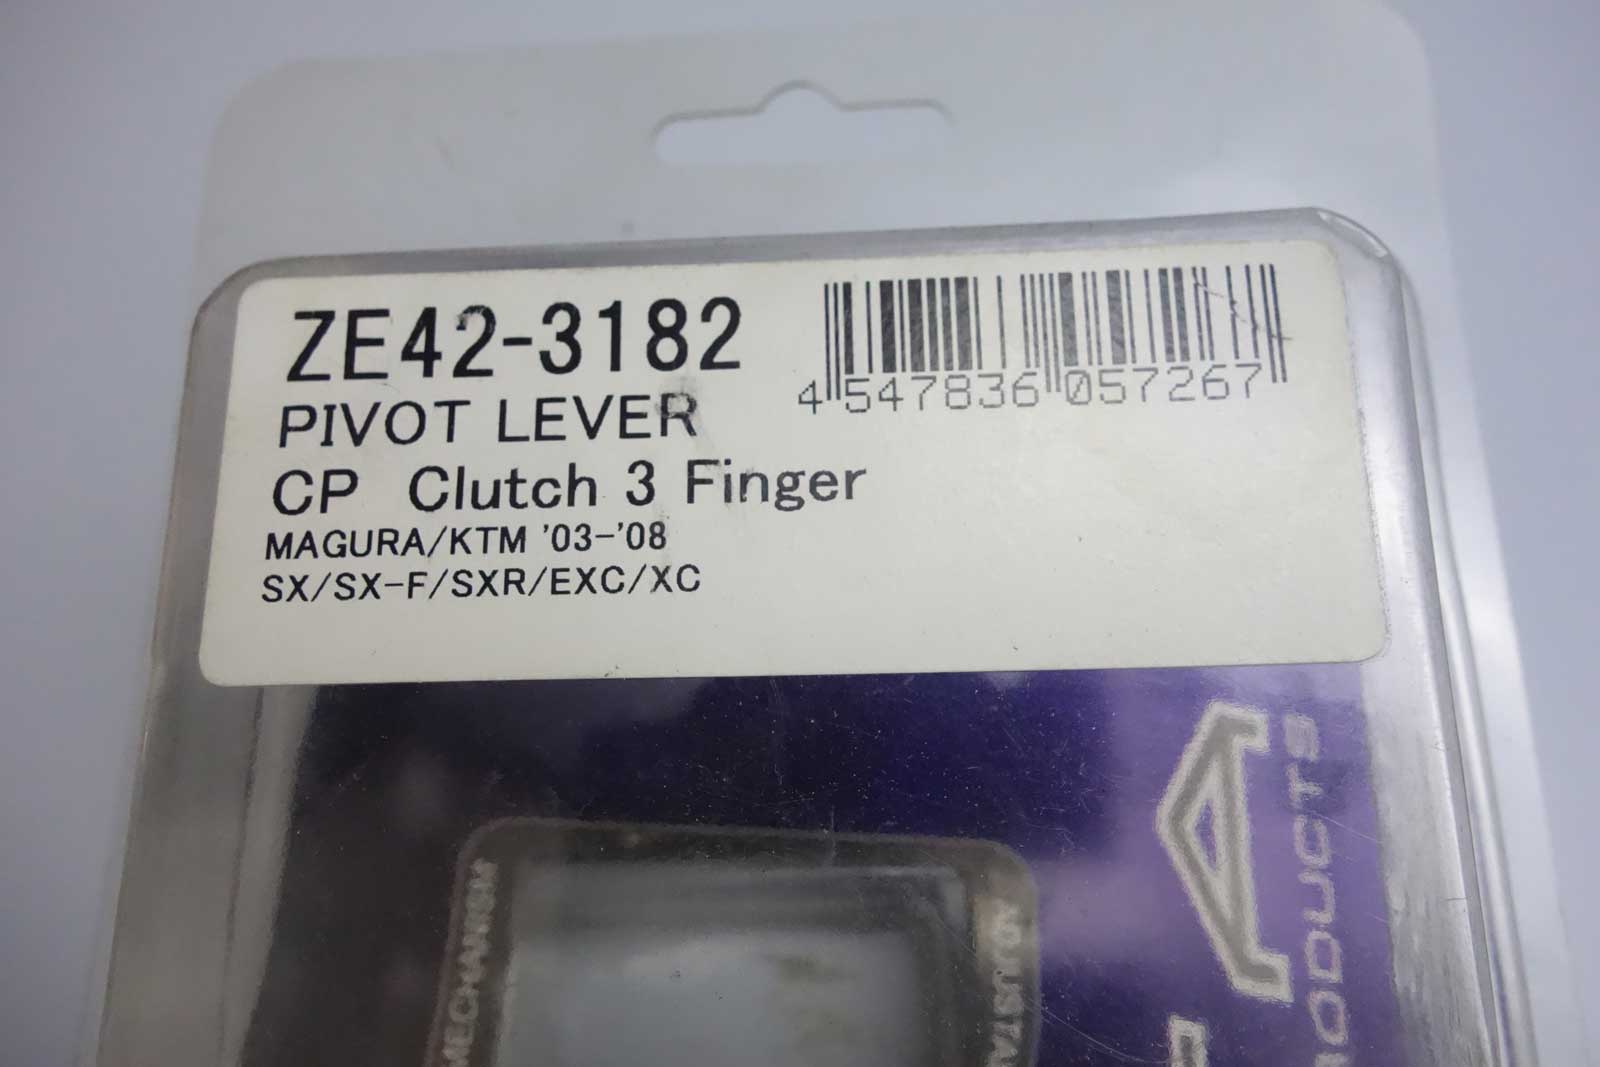 ZE42-3182
4 547836 057267
PIVOT LEVER
CP Clutch 3 Finger
MAGURA/KTM '03-'08
SX/SX-F/SXR/EXC/XC